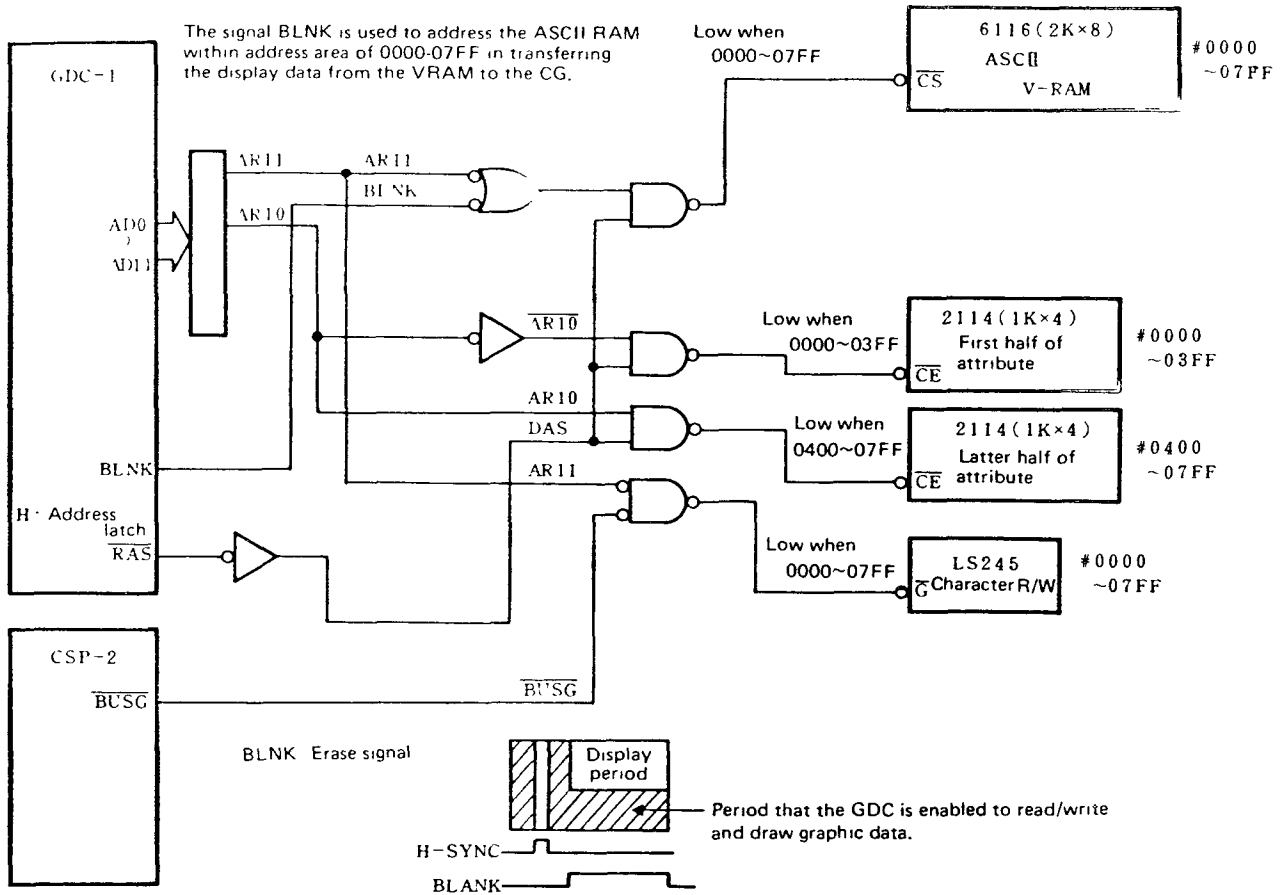 The signal BLNK is used to address the ASCII RAM
within address area of 0000-07FF in transferring
the display data from the VRAM to the CG.
GDC-1
AR11
AR11
BLNK
AR10
AD0
AD11
BLNK
H · Address
latch
RAS
AR10
AR10
DAS
AR11
BUSG
Low when
0000~07FF
6116(2K×8)
ASCII
V-RAM
CS
#0000
~07FF
Low when
0000~03FF
2114(1K×4)
First half of
attribute
CE
#0000
~03FF
Low when
0400~07FF
2114(1K×4)
Latter half of
attribute
CE
#0400
~07FF
Low when
0000~07FF
LS245
G Character R/W
#0000
~07FF
CSP-2
BUSG
BLNK Erase signal
Display
period
Period that the GDC is enabled to read/write
and draw graphic data.
H-SYNC
BLANK